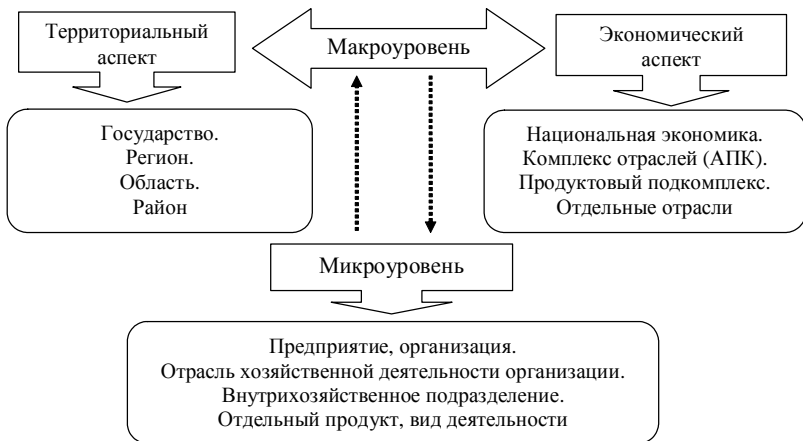 Территориальный
аспект
Макроуровень
Экономический
аспект
Государство.
Регион.
Область.
Район
Национальная экономика.
Комплекс отраслей (АПК).
Продуктовый подкомплекс.
Отдельные отрасли
Микроуровень
Предприятие, организация.
Отрасль хозяйственной деятельности организации.
Внутрихозяйственное подразделение.
Отдельный продукт, вид деятельности